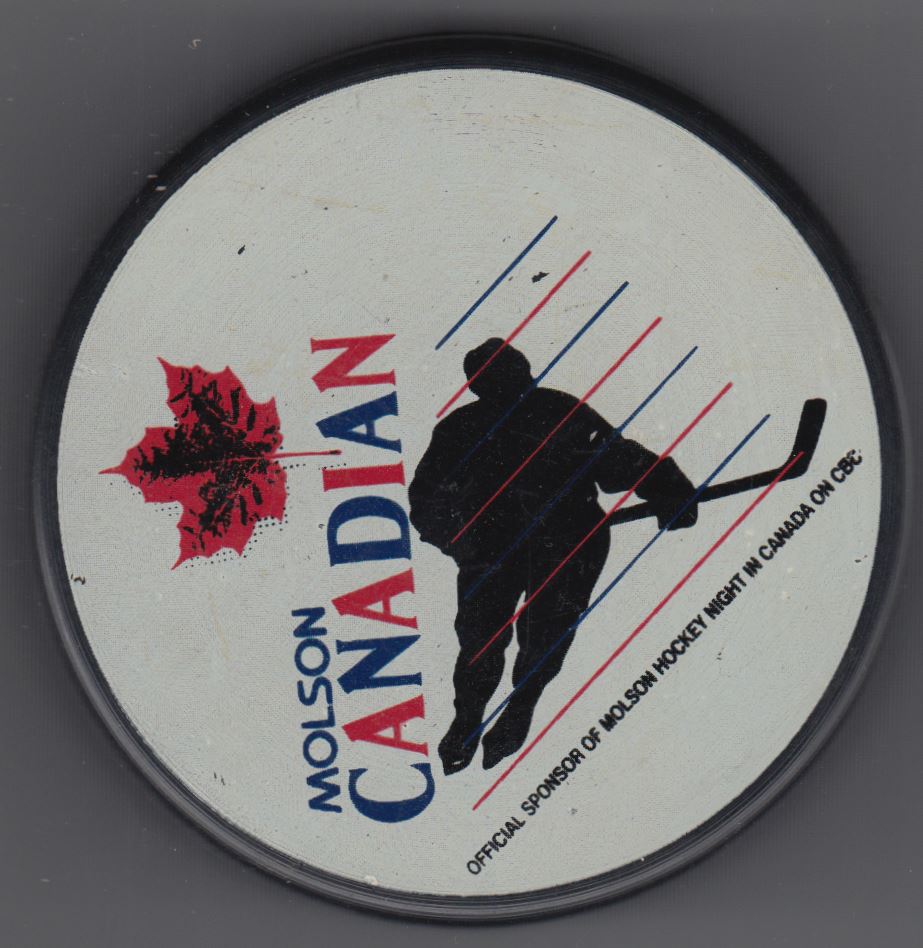 MOLSON
CANADIAN
OFFICIAL SPONSOR OF MOLSON HOCKEY NIGHT IN CANADA ON CBC